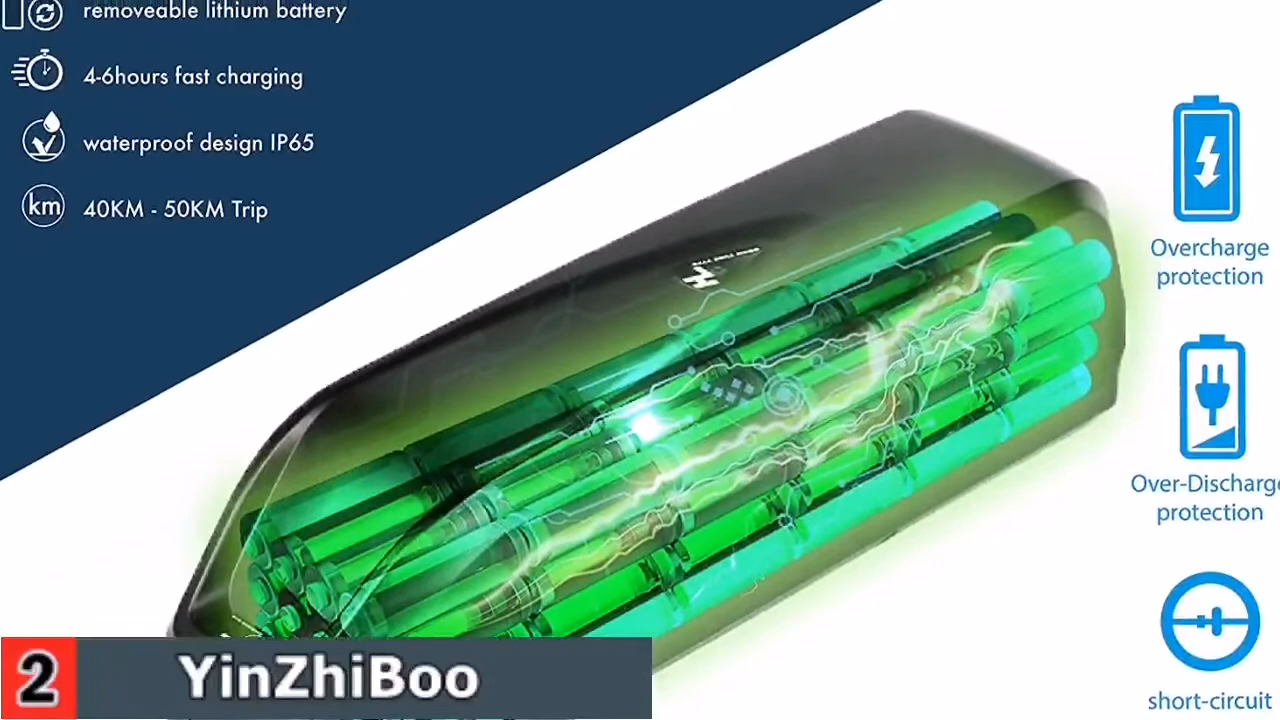 removeable lithium battery
4-6hours fast charging
waterproof design IP65
km
40KM - 50KM Trip
H
Overcharge
protection
Over-Discharge
protection
short-circuit
2
YinZhiBoo